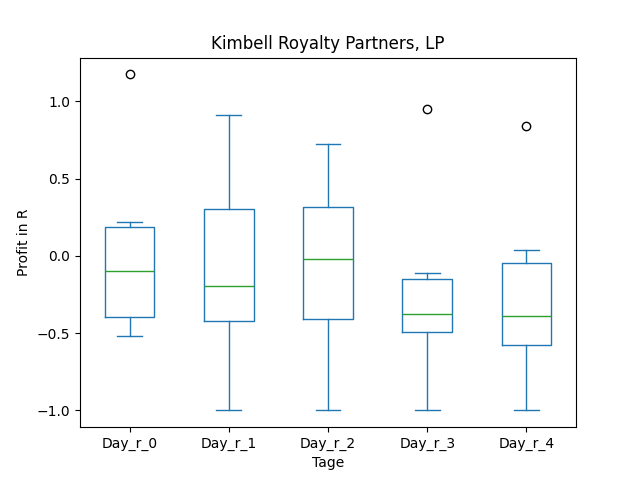 Kimbell Royalty Partners, LP
Profit in R
1.0
0.5
0.0
−0.5
−1.0
Day_r_0 Day_r_1 Day_r_2 Day_r_3 Day_r_4
Tage